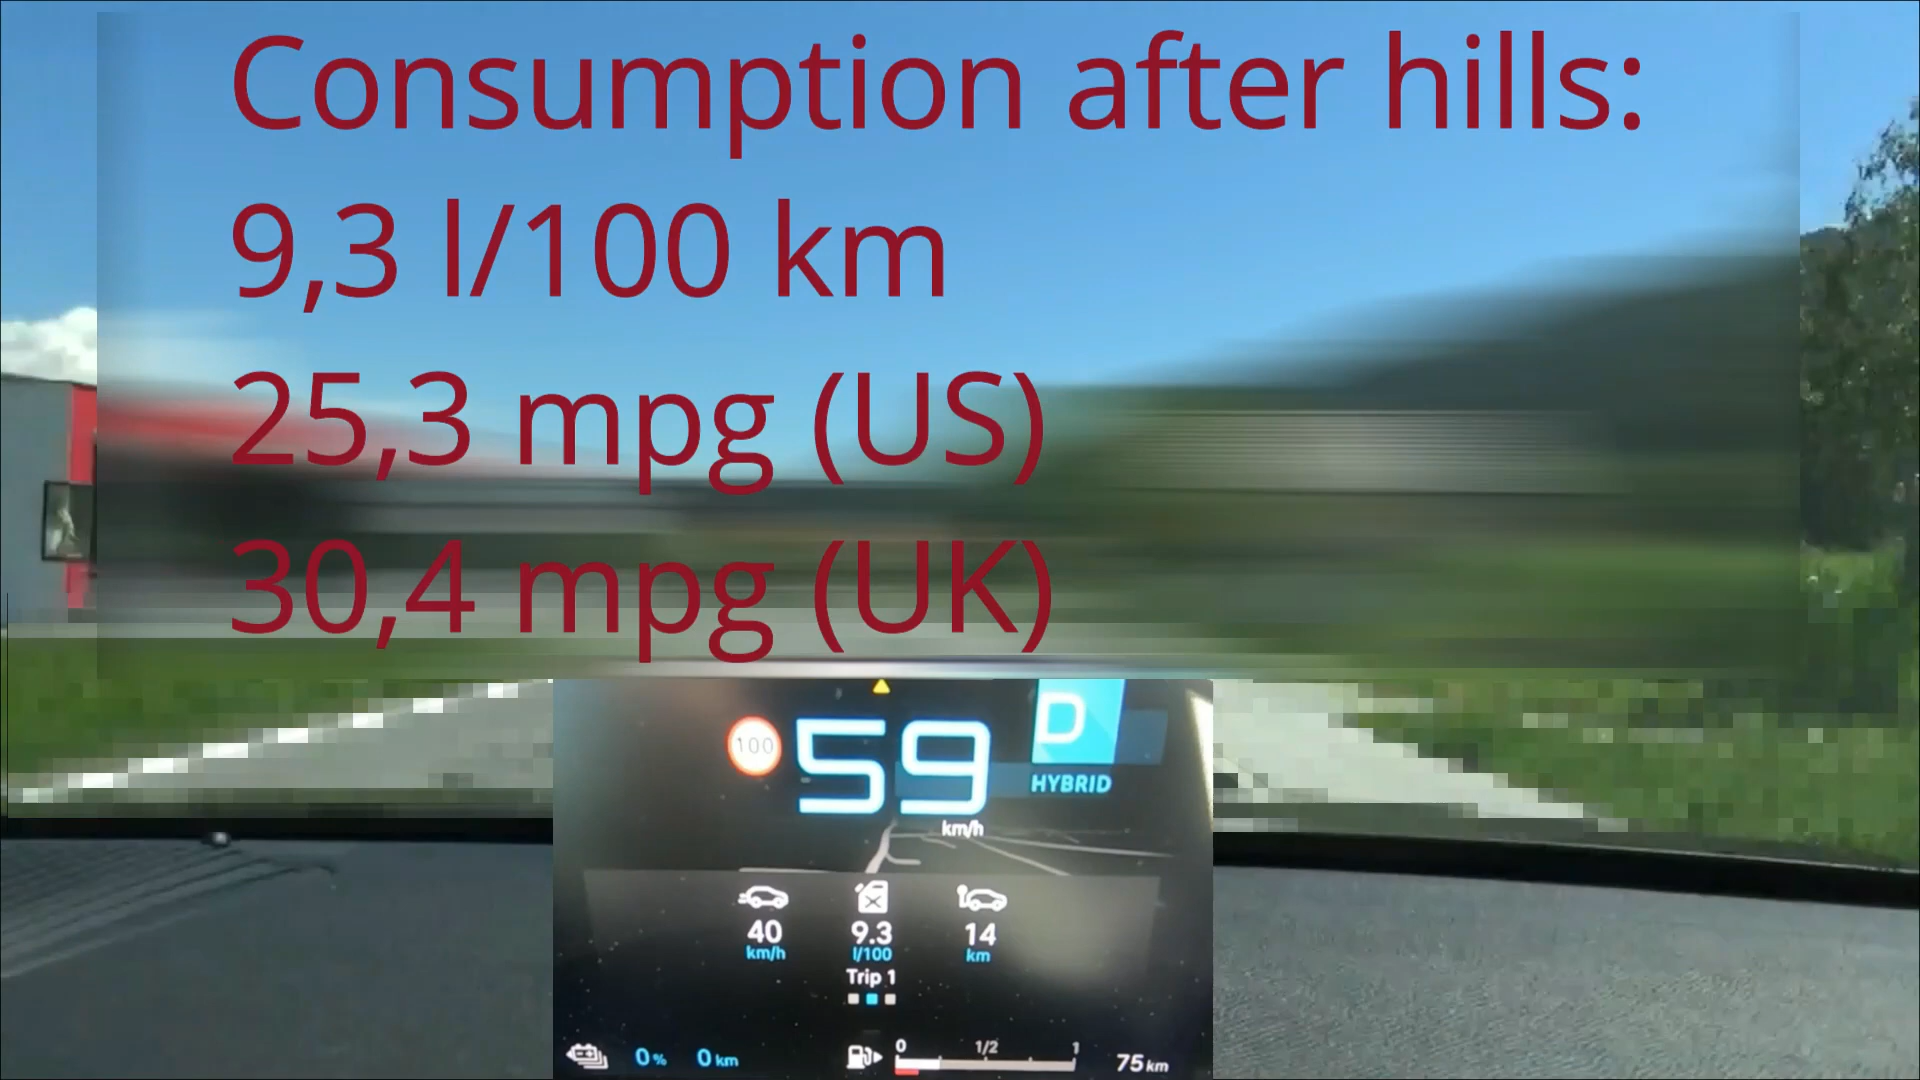 Consumption after hills:
9,3 l/100 km
25,3 mpg (US)
30,4 mpg (UK)
100
59
km/h
D
HYBRID
40
km/h
9.3
l/100
14
km
Trip 1
0 %
0 km
0 1/2 1
75 km